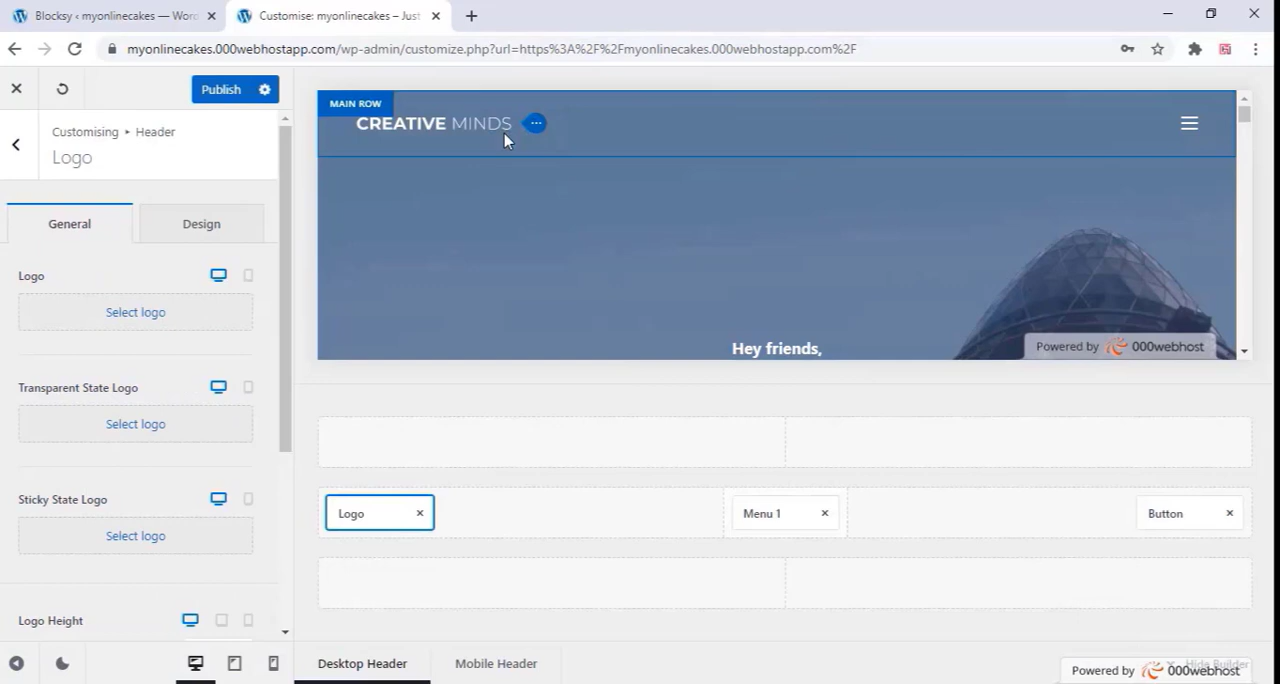 Blocksy ‹ myonlinecakes — Wor
Customise: myonlinecakes – Just
myonlinecakes.000webhostapp.com/wp-admin/customize.php?url=https%3A%2F%2Fmyonlinecakes.000webhostapp.com%2F
Publish
Customising ▸ Header
Logo
General
Design
Logo
Select logo
Transparent State Logo
Select logo
Sticky State Logo
Select logo
Logo Height
MAIN ROW
CREATIVE MINDS
Hey friends,
Powered by 000webhost
Logo
Menu 1
Button
Desktop Header
Mobile Header
Hide Builder
Powered by 000webhost